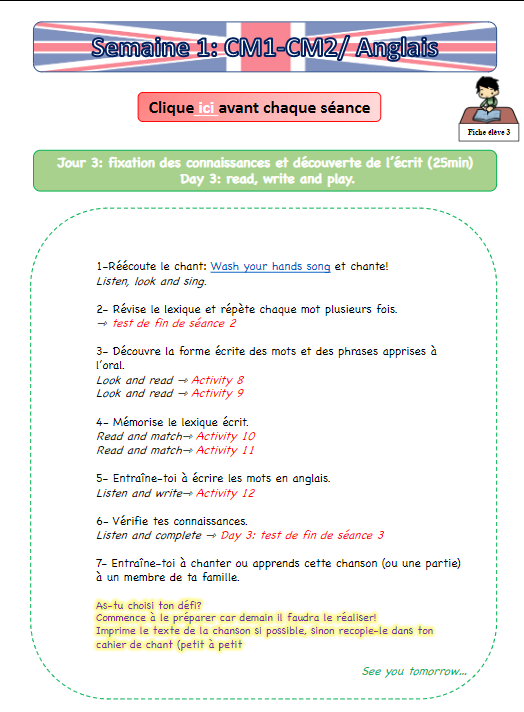 Semaine 1: CM1-CM2/ Anglais
Clique ici avant chaque séance
Fiche élève 3
Jour 3: fixation des connaissances et découverte de l'écrit (25min)
Day 3: read, write and play.
1-Réécoute le chant: Wash your hands song et chante!
Listen, look and sing.
2- Révise le lexique et répète chaque mot plusieurs fois.
→ test de fin de séance 2
3- Découvre la forme écrite des mots et des phrases apprises à
l'oral.
Look and read → Activity 8
Look and read → Activity 9
4- Mémorise le lexique écrit.
Read and match→ Activity 10
Read and match→ Activity 11
5- Entraîne-toi à écrire les mots en anglais.
Listen and write→ Activity 12
6- Vérifie tes connaissances.
Listen and complete → Day 3: test de fin de séance 3
7- Entraîne-toi à chanter ou apprends cette chanson (ou une partie)
à un membre de ta famille.
As-tu choisi ton défi?
Commence à le préparer car demain il faudra le réaliser!
Imprime le texte de la chanson si possible, sinon recopie-le dans ton
cahier de chant (petit à petit
See you tomorrow...